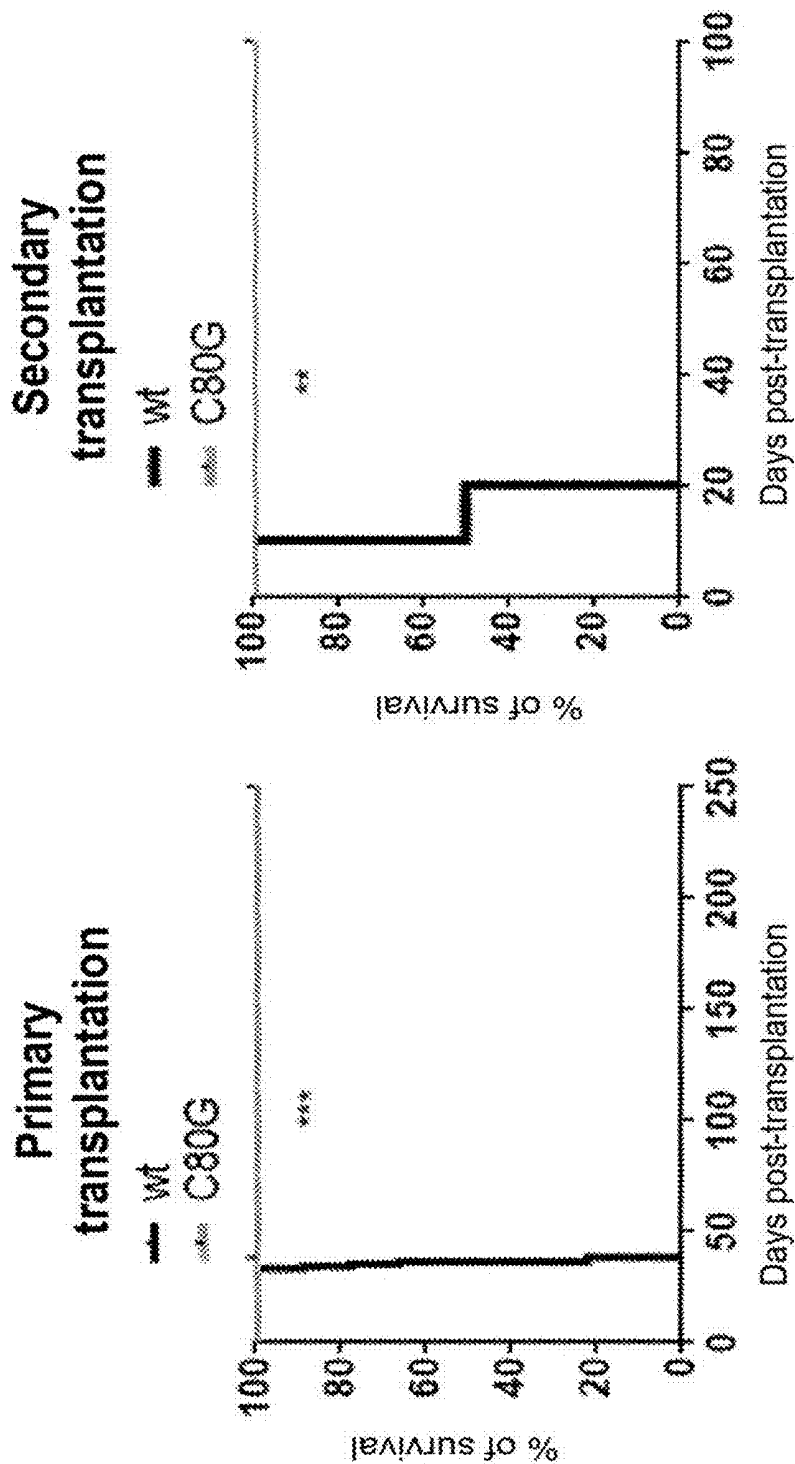 Primary
transplantation
wt
C80G
% of survival
100
80
60
40
20
0
***
0
50
100
150
200
250
Days post-transplantation
Secondary
transplantation
wt
C80G
% of survival
100
80
60
40
20
0
**
0
20
40
60
80
100
Days post-transplantation